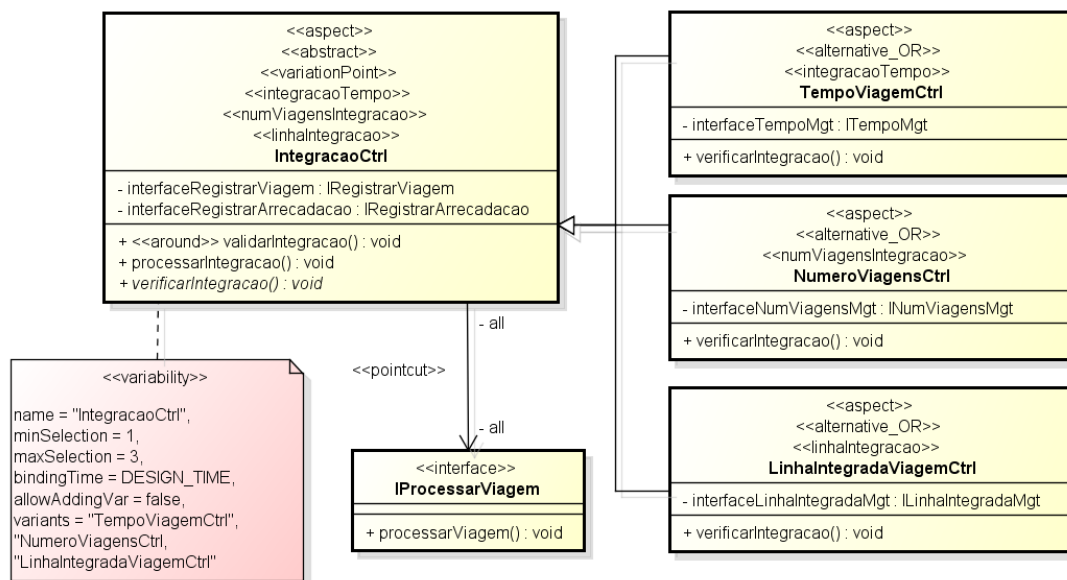 <<aspect>>
<<abstract>>
<<variationPoint>>
<<integracaoTempo>>
<<numViagensIntegracao>>
<<linhaIntegracao>>
IntegracaoCtrl
- interfaceRegistrarViagem : IRegistrarViagem
- interfaceRegistrarArrecadacao : IRegistrarArrecadacao
+ <<around>> validarIntegracao() : void
+ processarIntegracao() : void
+ verificarIntegracao() : void
<<aspect>>
<<alternative_OR>>
<<integracaoTempo>>
TempoViagemCtrl
- interfaceTempoMgt : ITempoMgt
+ verificarIntegracao() : void
<<aspect>>
<<alternative_OR>>
<<numViagensIntegracao>>
NumeroViagensCtrl
- interfaceNumViagensMgt : INumViagensMgt
+ verificarIntegracao() : void
<<aspect>>
<<alternative_OR>>
<<linhaIntegracao>>
LinhaIntegradaViagemCtrl
- interfaceLinhaIntegradaMgt : ILinhaIntegradaMgt
+ verificarIntegracao() : void
- all
<<pointcut>>
- all
<<interface>>
IProcessarViagem
+ processarViagem() : void
<<variability>>
name = "IntegracaoCtrl",
minSelection = 1,
maxSelection = 3,
bindingTime = DESIGN_TIME,
allowAddingVar = false,
variants = "TempoViagemCtrl",
"NumeroViagensCtrl,
"LinhaIntegradaViagemCtrl"